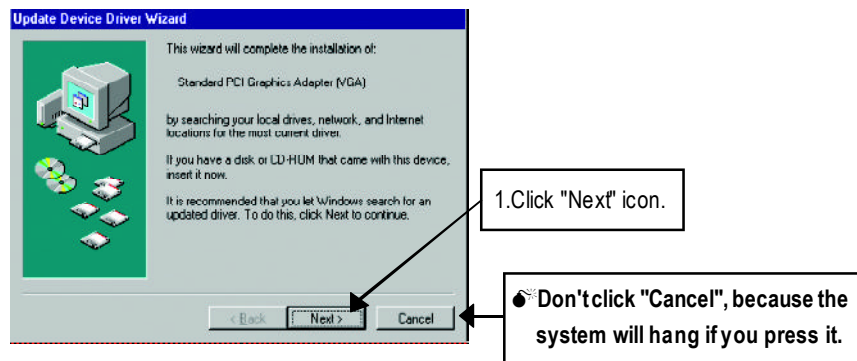 Update Device Driver Wizard
This wizard will complete the installation of:
Standard PCI Graphics Adapter (VGA)
by searching your local drives, network, and Internet
locations for the most current driver.
If you have a disk or CD-ROM that came with this device,
insert it now.
It is recommended that you let Windows search for an
updated driver. To do this, click Next to continue.
< Back
Next >
Cancel
1.Click "Next" icon.
Don't click "Cancel", because the
system will hang if you press it.